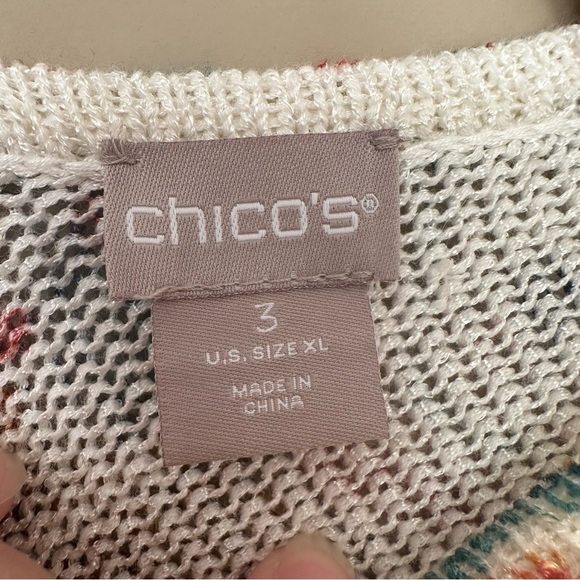 chico's®
3
U.S. SIZE XL
MADE IN
CHINA